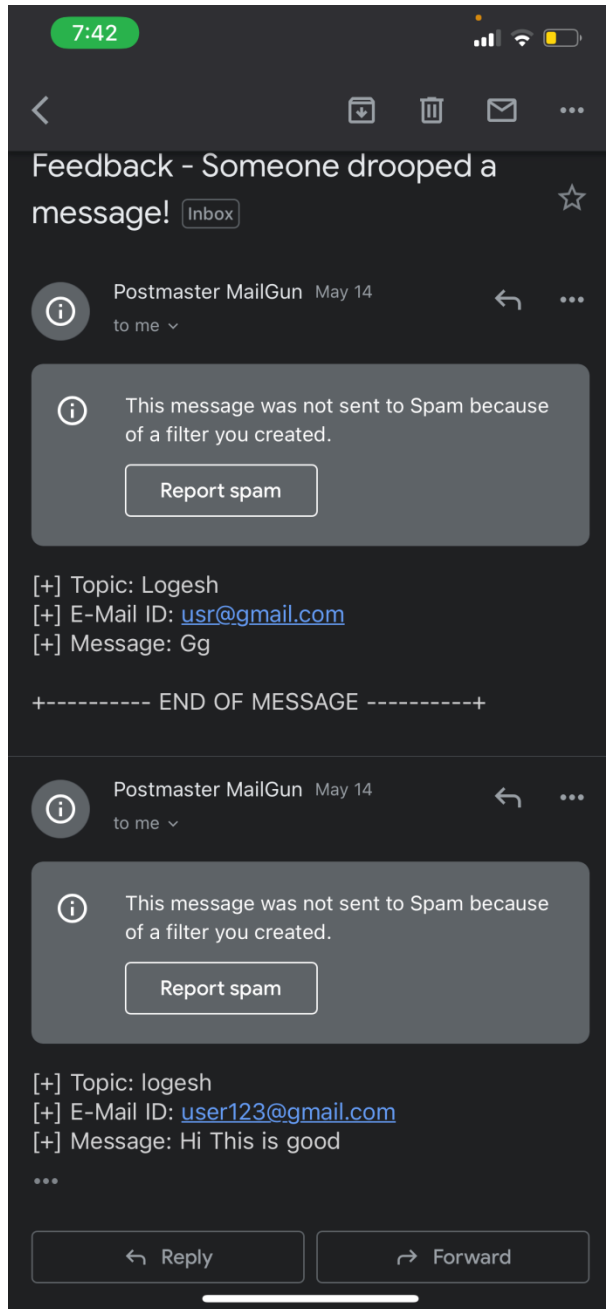 7:42
Feedback - Someone drooped a
message! Inbox
Postmaster MailGun May 14
to me
This message was not sent to Spam because
of a filter you created.
Report spam
[+] Topic: Logesh
[+] E-Mail ID: usr@gmail.com
[+] Message: Gg
+---------- END OF MESSAGE ----------+
Postmaster MailGun May 14
to me
This message was not sent to Spam because
of a filter you created.
Report spam
[+] Topic: logesh
[+] E-Mail ID: user123@gmail.com
[+] Message: Hi This is good
Reply Forward